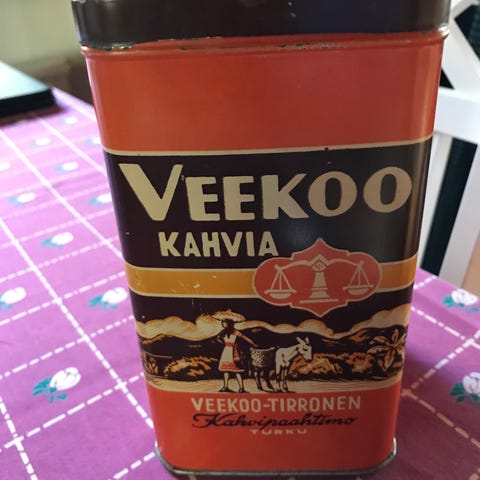 VEEKOO
KAHVIA
VEEKOO-TIRRONEN
Kahvipaahtimo
TURKU